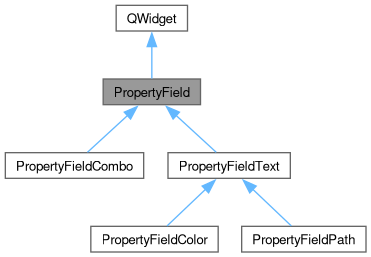 QWidget
PropertyField
PropertyFieldCombo
PropertyFieldText
PropertyFieldColor
PropertyFieldPath